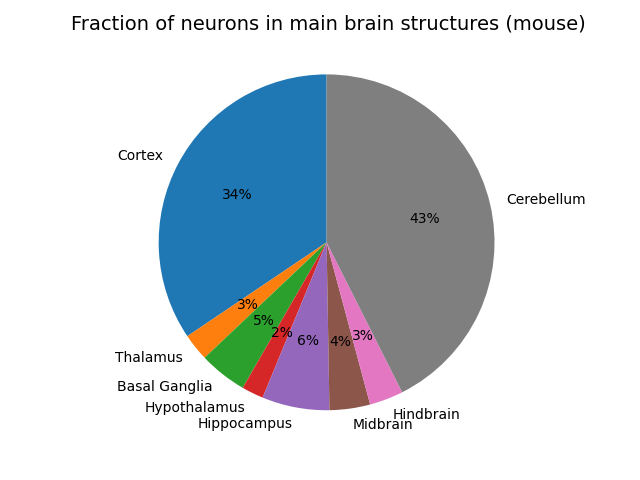 Fraction of neurons in main brain structures (mouse)
Cortex
34%
Cerebellum
43%
Thalamus
3%
Basal Ganglia
5%
Hypothalamus
2%
Hippocampus
6%
Midbrain
4%
Hindbrain
3%